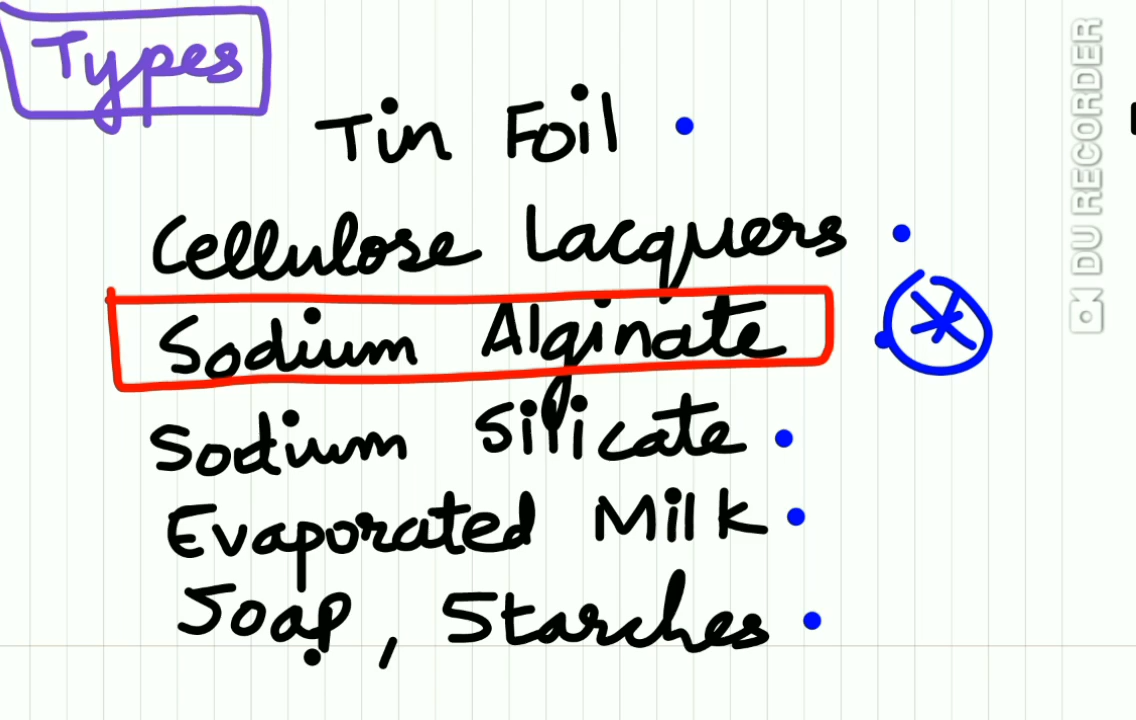 Types
Tin Foil
Cellulose Lacquers
Sodium Alginate
Sodium Silicate
Evaporated Milk
Soap, Starches
DU RECORDER